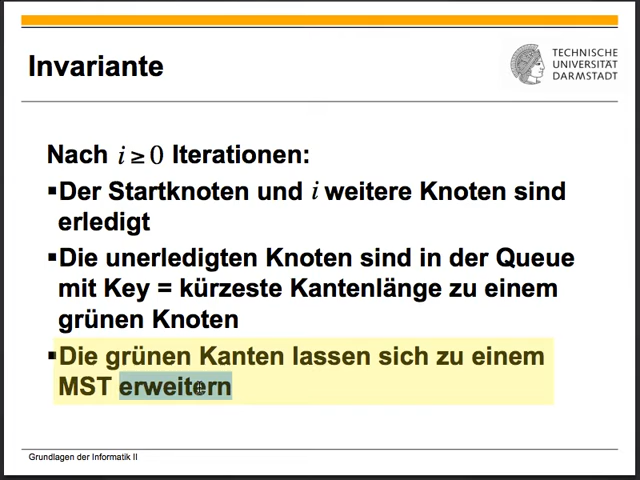 Invariante
TECHNISCHE
UNIVERSITÄT
DARMSTADT
Nach i ≥ 0 Iterationen:
▪Der Startknoten und i weitere Knoten sind
erledigt
▪Die unerledigten Knoten sind in der Queue
mit Key = kürzeste Kantenlänge zu einem
grünen Knoten
▪Die grünen Kanten lassen sich zu einem
MST erweitern
Grundlagen der Informatik II